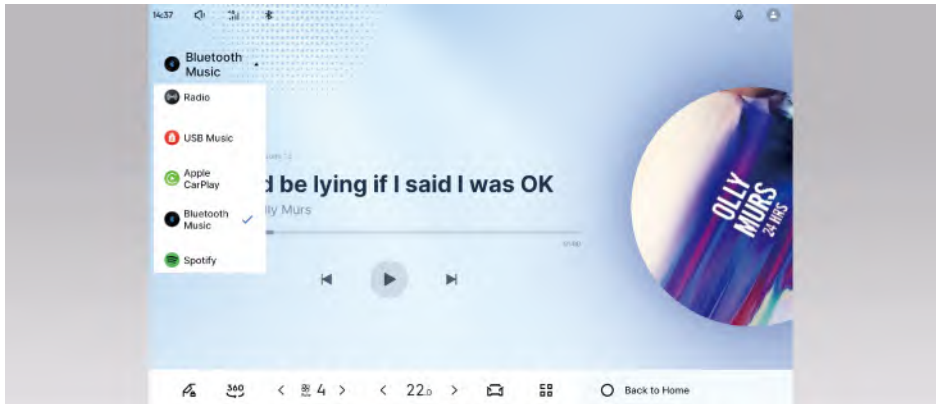 14:37
Bluetooth
Music
Radio
USB Music
Apple
CarPlay
Bluetooth
Music
Spotify
be lying if I said I was OK
lly Murs
OLLY
MURS
24 HRS
360
4
22.0
Back to Home